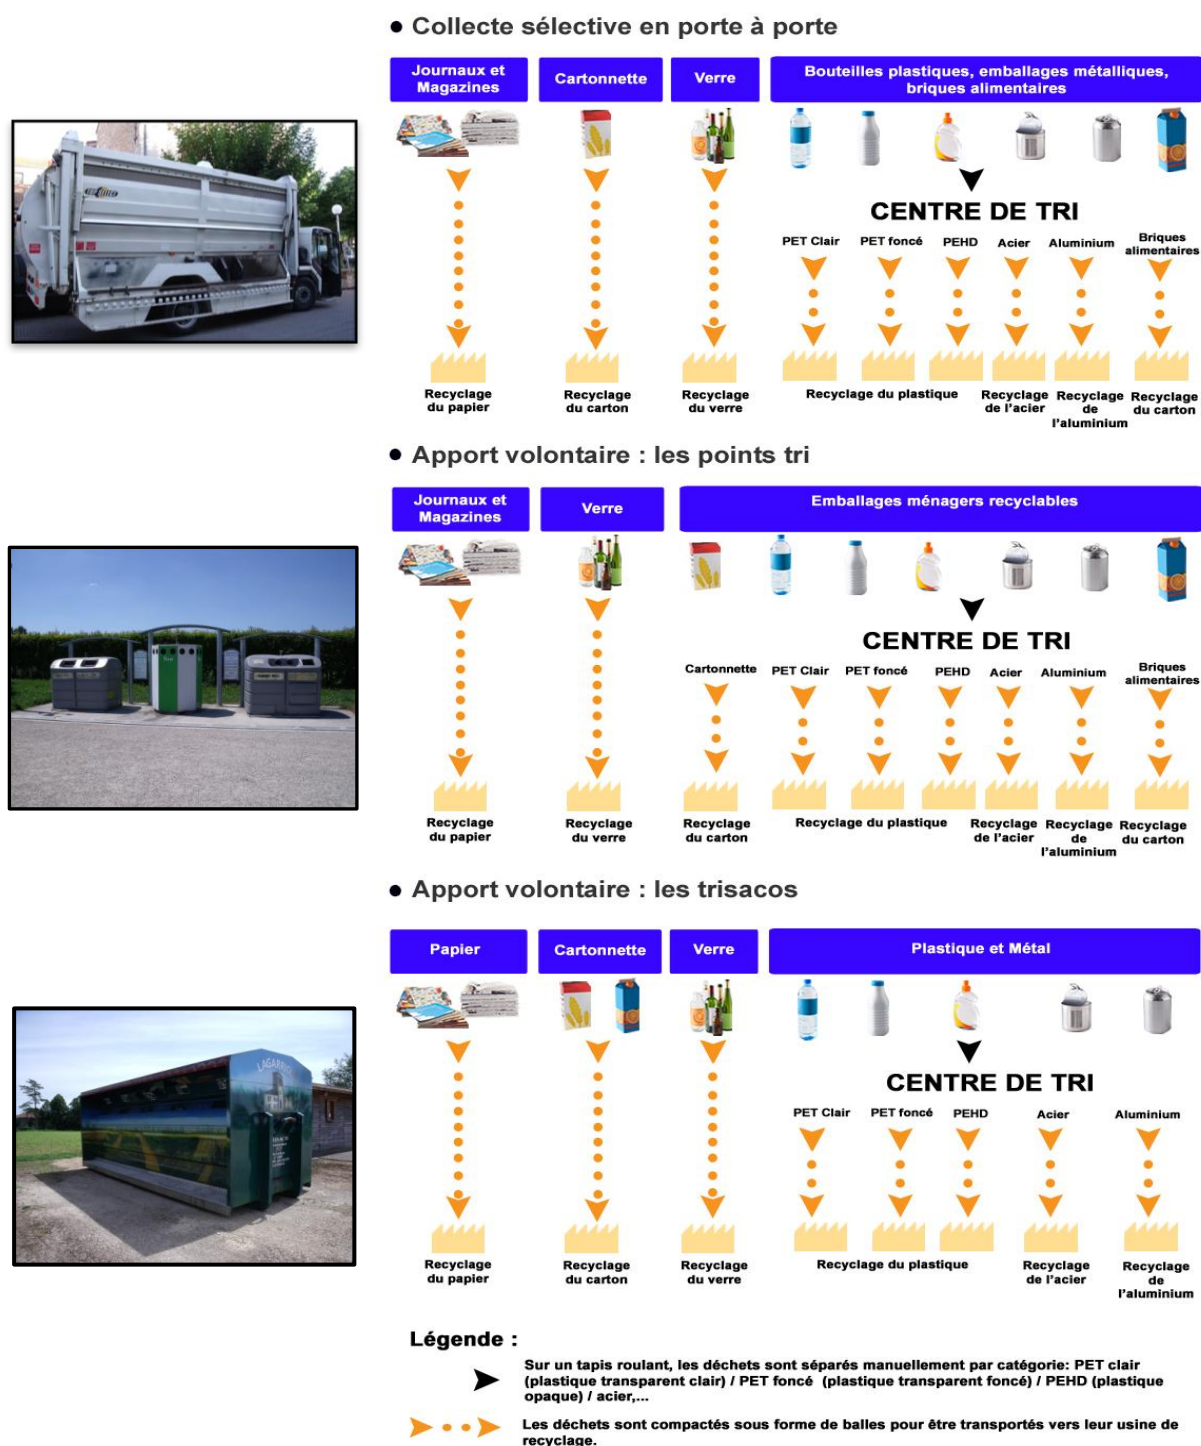 • Collecte sélective en porte à porte
Journaux et
Magazines
Cartonnette
Verre
Bouteilles plastiques, emballages métalliques,
briques alimentaires
CENTRE DE TRI
PET Clair
PET foncé
PEHD
Acier
Aluminium
Briques
alimentaires
Recyclage
du papier
Recyclage
du carton
Recyclage
du verre
Recyclage du plastique
Recyclage
de l'acier
Recyclage
de
l'aluminium
Recyclage
du carton
• Apport volontaire : les points tri
Journaux et
Magazines
Verre
Emballages ménagers recyclables
CENTRE DE TRI
Cartonnette
PET Clair
PET foncé
PEHD
Acier
Aluminium
Briques
alimentaires
Recyclage
du papier
Recyclage
du verre
Recyclage
du carton
Recyclage du plastique
Recyclage
de l'acier
Recyclage
de
l'aluminium
Recyclage
du carton
• Apport volontaire : les trisacos
Papier
Cartonnette
Verre
Plastique et Métal
LAGARRIGUE
CENTRE DE TRI
PET Clair
PET foncé
PEHD
Acier
Aluminium
Recyclage
du papier
Recyclage
du carton
Recyclage
du verre
Recyclage du plastique
Recyclage
de l'acier
Recyclage
de
l'aluminium
Légende :
Sur un tapis roulant, les déchets sont séparés manuellement par catégorie: PET clair
(plastique transparent clair) / PET foncé (plastique transparent foncé) / PEHD (plastique
opaque) / acier,...
Les déchets sont compactés sous forme de balles pour être transportés vers leur usine de
recyclage.